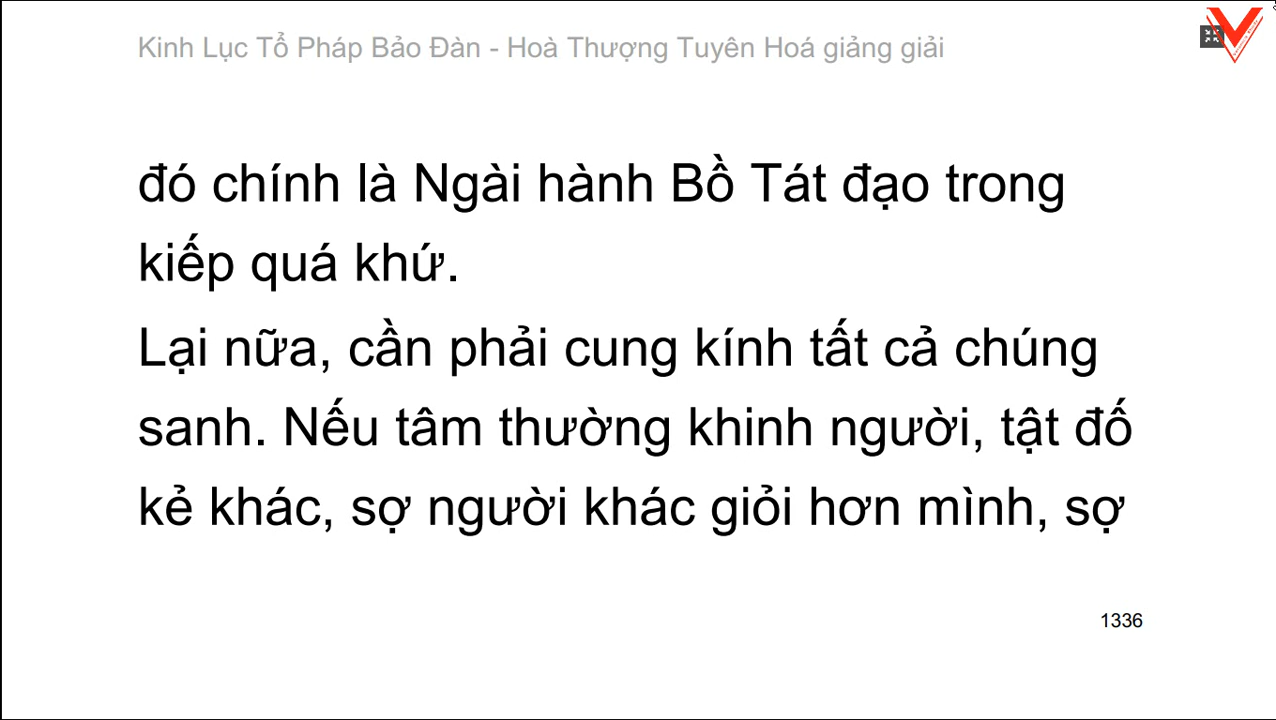 Kinh Lục Tổ Pháp Bảo Đàn - Hoà Thượng Tuyên Hoá giảng giải
đó chính là Ngài hành Bồ Tát đạo trong
kiếp quá khứ.
Lại nữa, cần phải cung kính tất cả chúng
sanh. Nếu tâm thường khinh người, tật đố
kẻ khác, sợ người khác giỏi hơn mình, sợ
1336